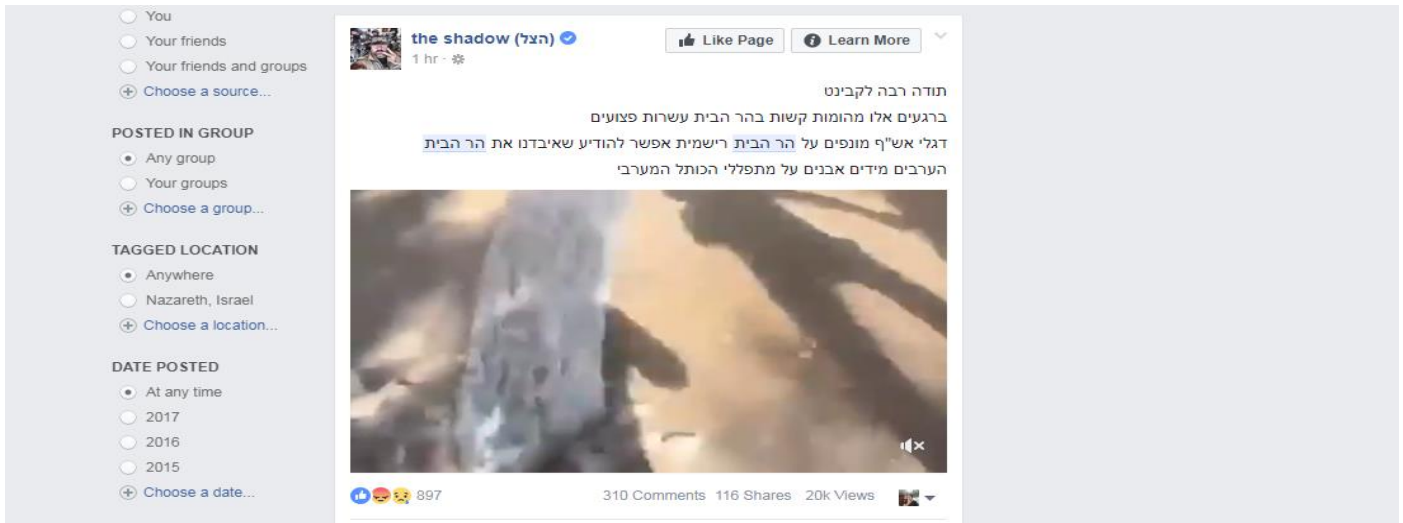 You
Your friends
Your friends and groups
Choose a source...
POSTED IN GROUP
Any group
Your groups
Choose a group...
TAGGED LOCATION
Anywhere
Nazareth, Israel
Choose a location...
DATE POSTED
At any time
2017
2016
2015
Choose a date...
the shadow (הצל)
Like Page
Learn More
1 hr ·
תודה רבה לקבינט
ברגעים אלו מהומות קשות בהר הבית עשרות פצועים
דגלי אש"ף מונפים על הר הבית רישמית אפשר להודיע שאיבדנו את הר הבית
הערבים מידים אבנים על מתפללי הכותל המערבי
897
310 Comments 116 Shares 20k Views